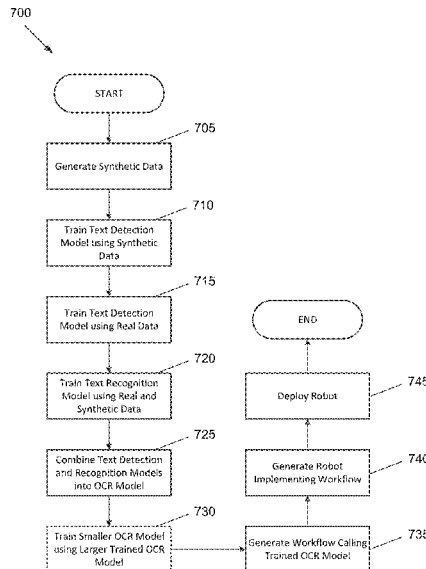 700
START
705
Generate Synthetic Data
710
Train Text Detection
Model using Synthetic
Data
715
Train Text Detection
Model using Real Data
720
Train Text Recognition
Model using Real and
Synthetic Data
725
Combine Text Detection
and Recognition Models
into OCR Model
730
Train Smaller OCR Model
using Larger Trained OCR
Model
735
Generate Workflow Calling
Trained OCR Model
740
Generate Robot
Implementing Workflow
745
Deploy Robot
END